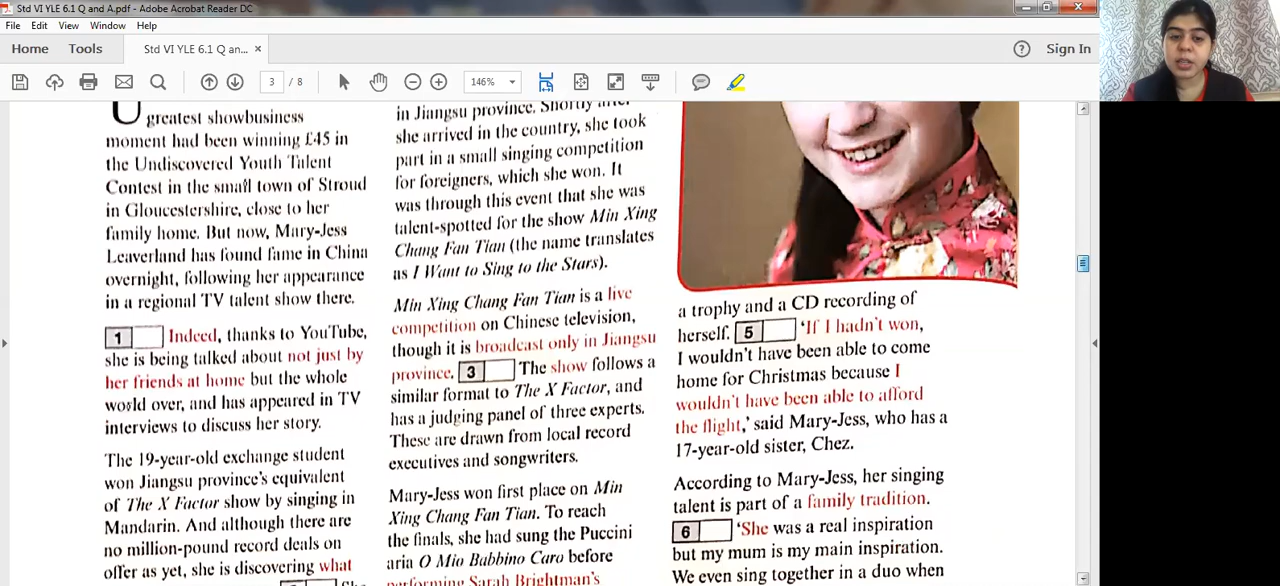 Std VI YLE 6.1 Q and A.pdf - Adobe Acrobat Reader DC
File Edit View Window Help
Home Tools Std VI YLE 6.1 Q an... × Sign In
3 / 8 146%
U greatest showbusiness
moment had been winning £45 in
the Undiscovered Youth Talent
Contest in the small town of Stroud
in Gloucestershire, close to her
family home. But now, Mary-Jess
Leaverland has found fame in China
overnight, following her appearance
in a regional TV talent show there.
1 Indeed, thanks to YouTube,
she is being talked about not just by
her friends at home but the whole
world over, and has appeared in TV
interviews to discuss her story.
The 19-year-old exchange student
won Jiangsu province's equivalent
of The X Factor show by singing in
Mandarin. And although there are
no million-pound record deals on
offer as yet, she is discovering what
She
in Jiangsu province. Shortly after
she arrived in the country, she took
part in a small singing competition
for foreigners, which she won. It
was through this event that she was
talent-spotted for the show Min Xing
Chang Fan Tian (the name translates
as I Want to Sing to the Stars).
Min Xing Chang Fan Tian is a live
competition on Chinese television,
though it is broadcast only in Jiangsu
province. 3 The show follows a
similar format to The X Factor, and
has a judging panel of three experts.
These are drawn from local record
executives and songwriters.
Mary-Jess won first place on Min
Xing Chang Fan Tian. To reach
the finals, she had sung the Puccini
aria O Mio Babbino Caro before
performing Sarah Brightman's
a trophy and a CD recording of
herself. 5 'If I hadn't won,
I wouldn't have been able to come
home for Christmas because I
wouldn't have been able to afford
the flight,' said Mary-Jess, who has a
17-year-old sister, Chez.
According to Mary-Jess, her singing
talent is part of a family tradition.
6 'She was a real inspiration
but my mum is my main inspiration.
We even sing together in a duo when